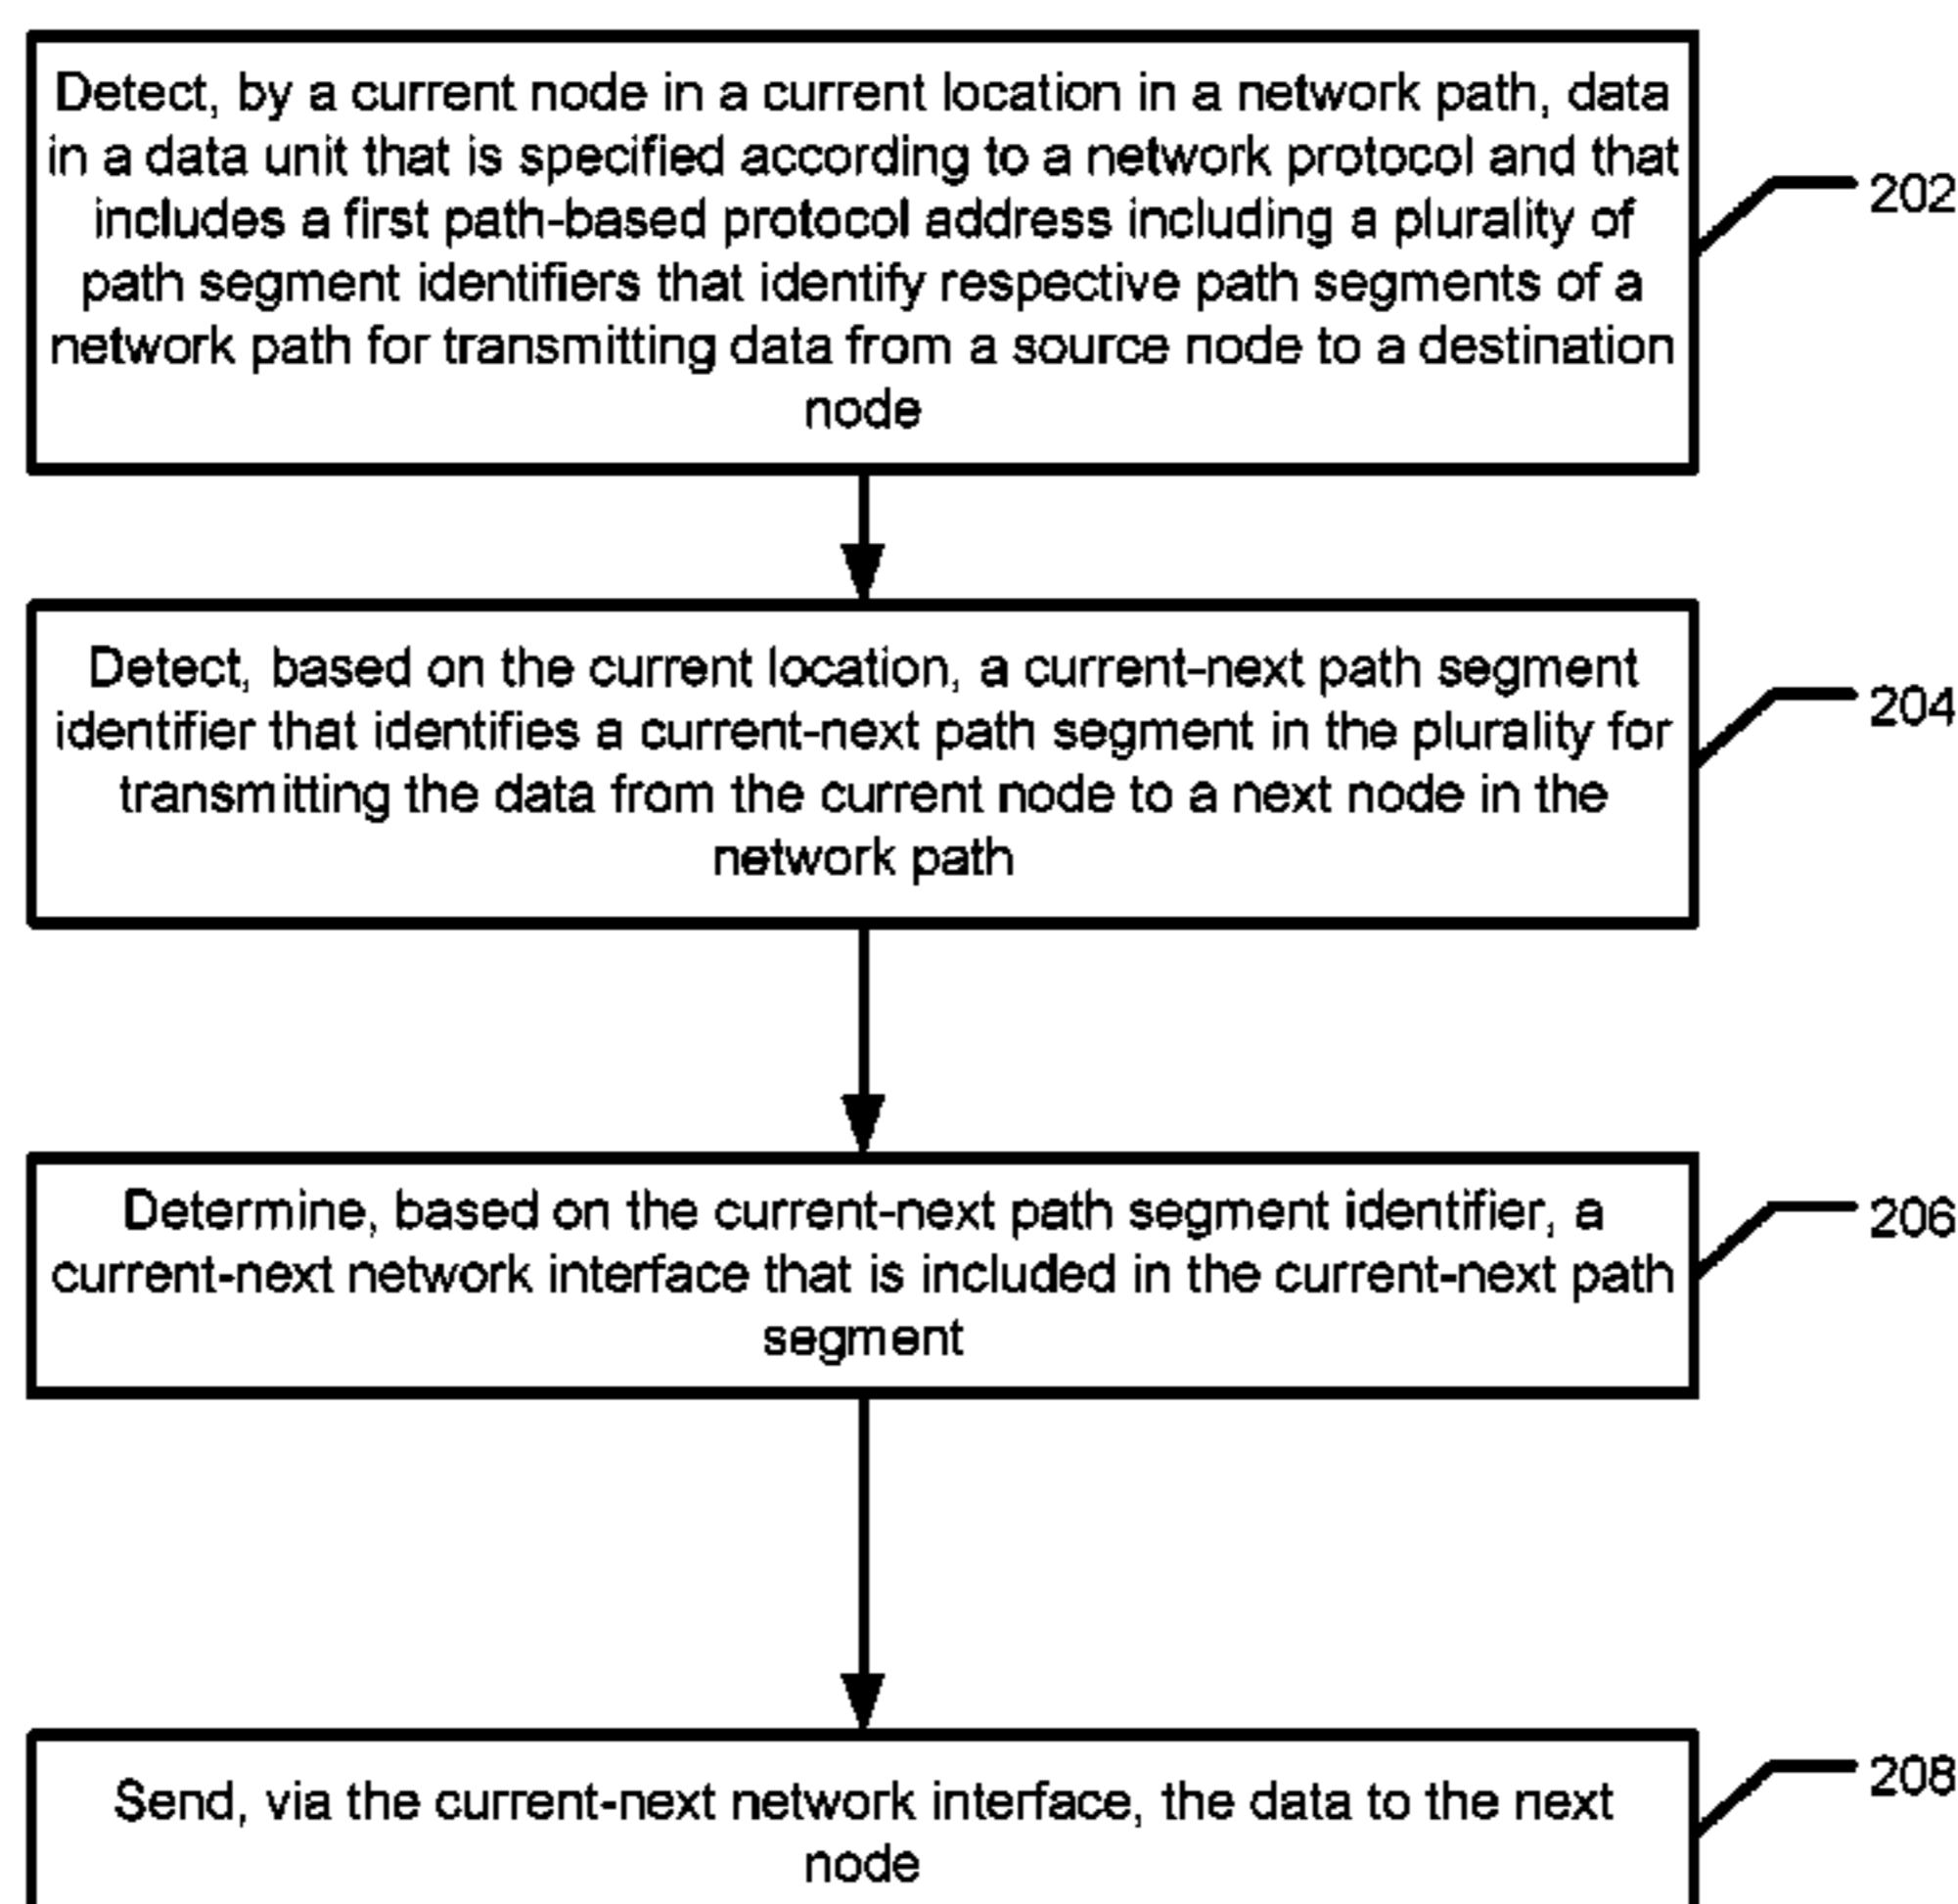 Detect, by a current node in a current location in a network path, data
in a data unit that is specified according to a network protocol and that
includes a first path-based protocol address including a plurality of
path segment identifiers that identify respective path segments of a
network path for transmitting data from a source node to a destination
node
202
Detect, based on the current location, a current-next path segment
identifier that identifies a current-next path segment in the plurality for
transmitting the data from the current node to a next node in the
network path
204
Determine, based on the current-next path segment identifier, a
current-next network interface that is included in the current-next path
segment
206
Send, via the current-next network interface, the data to the next
node
208